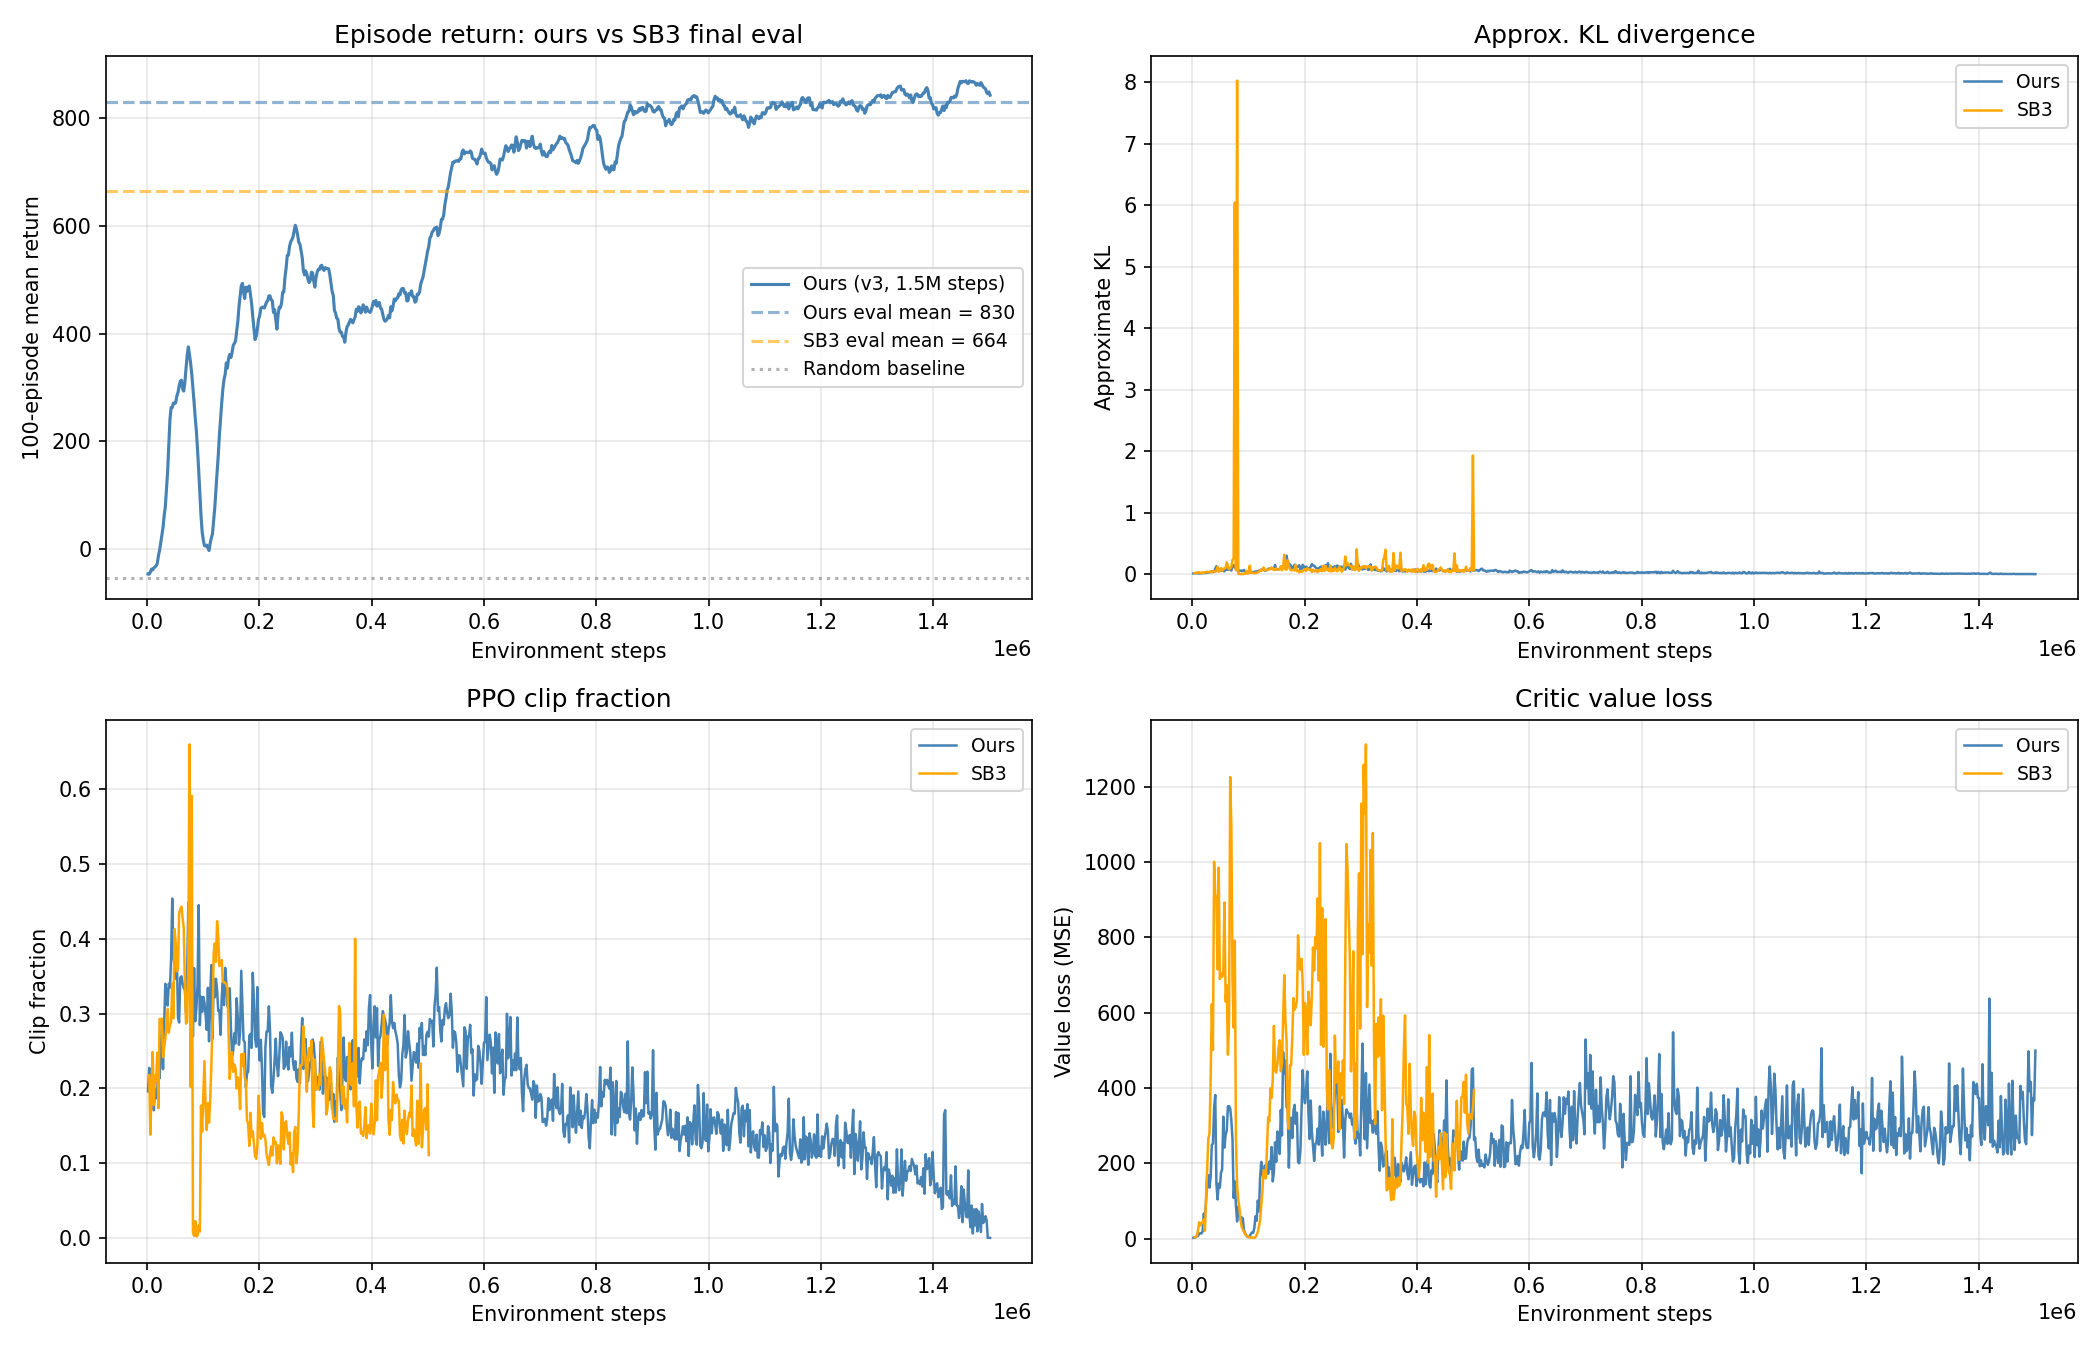 Episode return: ours vs SB3 final eval
100-episode mean return
800
600
400
200
0
Ours (v3, 1.5M steps)
Ours eval mean = 830
SB3 eval mean = 664
Random baseline
0.0 0.2 0.4 0.6 0.8 1.0 1.2 1.4
1e6
Environment steps
Approx. KL divergence
Approximate KL
8
7
6
5
4
3
2
1
0
Ours
SB3
0.0 0.2 0.4 0.6 0.8 1.0 1.2 1.4
1e6
Environment steps
PPO clip fraction
Clip fraction
0.6
0.5
0.4
0.3
0.2
0.1
0.0
Ours
SB3
0.0 0.2 0.4 0.6 0.8 1.0 1.2 1.4
1e6
Environment steps
Critic value loss
Value loss (MSE)
1200
1000
800
600
400
200
0
Ours
SB3
0.0 0.2 0.4 0.6 0.8 1.0 1.2 1.4
1e6
Environment steps